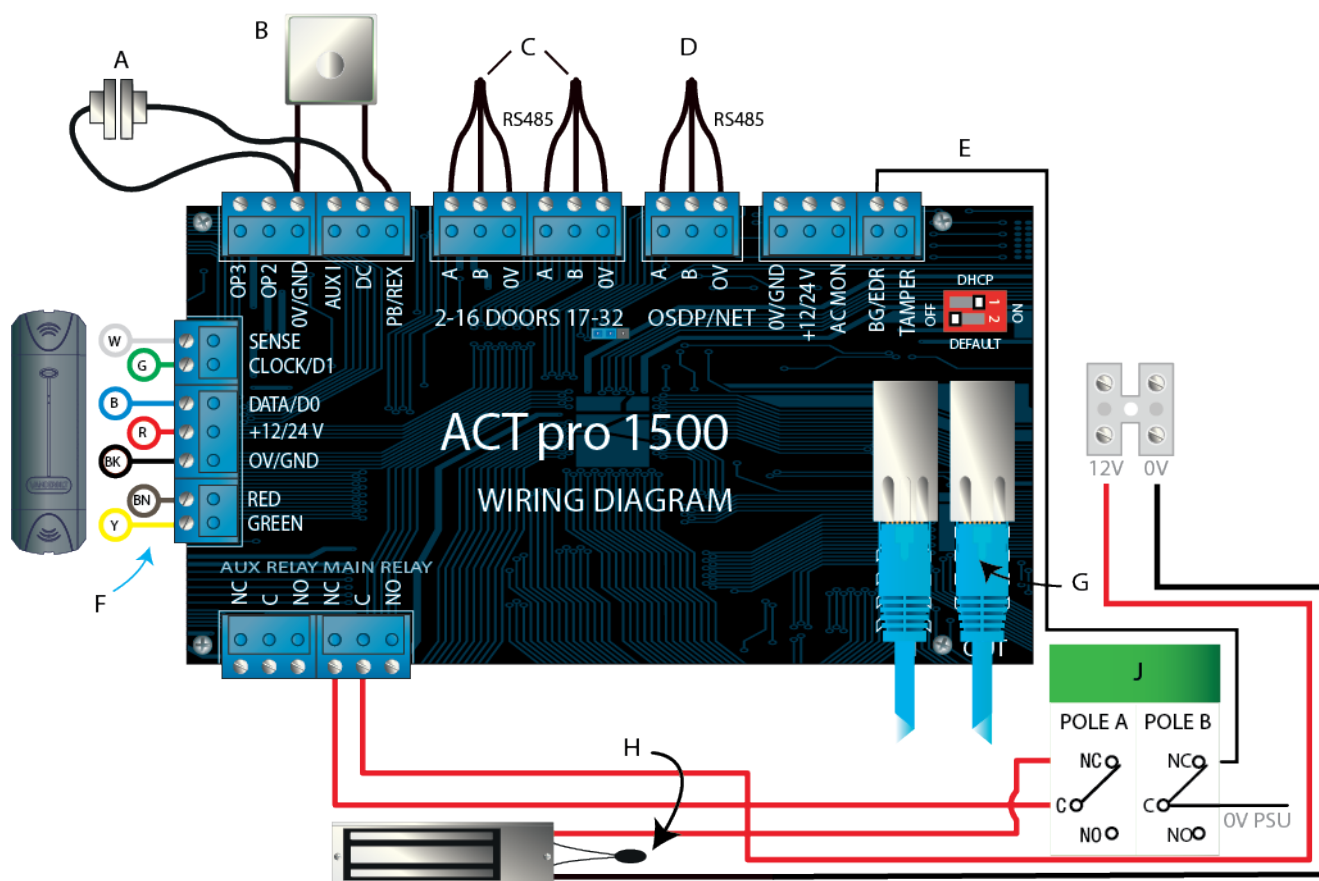 A
B
C
D
RS485
RS485
E
OP3
OP2
0V/GND
AUX I
DC
PB/REX
A
B
0V
A
B
0V
A
B
OV
0V/GND
+12/24 V
AC MON
BG/EDR
TAMPER
DHCP
OFF
1
2
ON
DEFAULT
2-16 DOORS 17-32
OSDP/NET
W
SENSE
G
CLOCK/D1
B
DATA/D0
R
+12/24 V
BK
OV/GND
BN
RED
Y
GREEN
VANDERBILT
ACT pro 1500
WIRING DIAGRAM
12V
0V
F
G
AUX RELAY MAIN RELAY
NC
C
NO
NC
C
NO
OUT
J
POLE A
POLE B
H
NC
NC
C
C
0V PSU
NO
NO